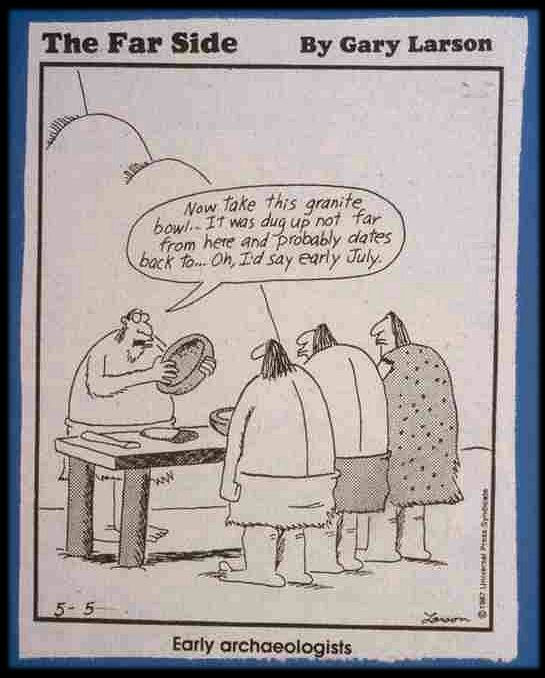 The Far Side
By Gary Larson
Now take this granite
bowl... It was dug up not far
from here and probably dates
back to... Oh, I'd say early July.
© 1987 Universal Press Syndicate
5-5
Larson
Early archaeologists